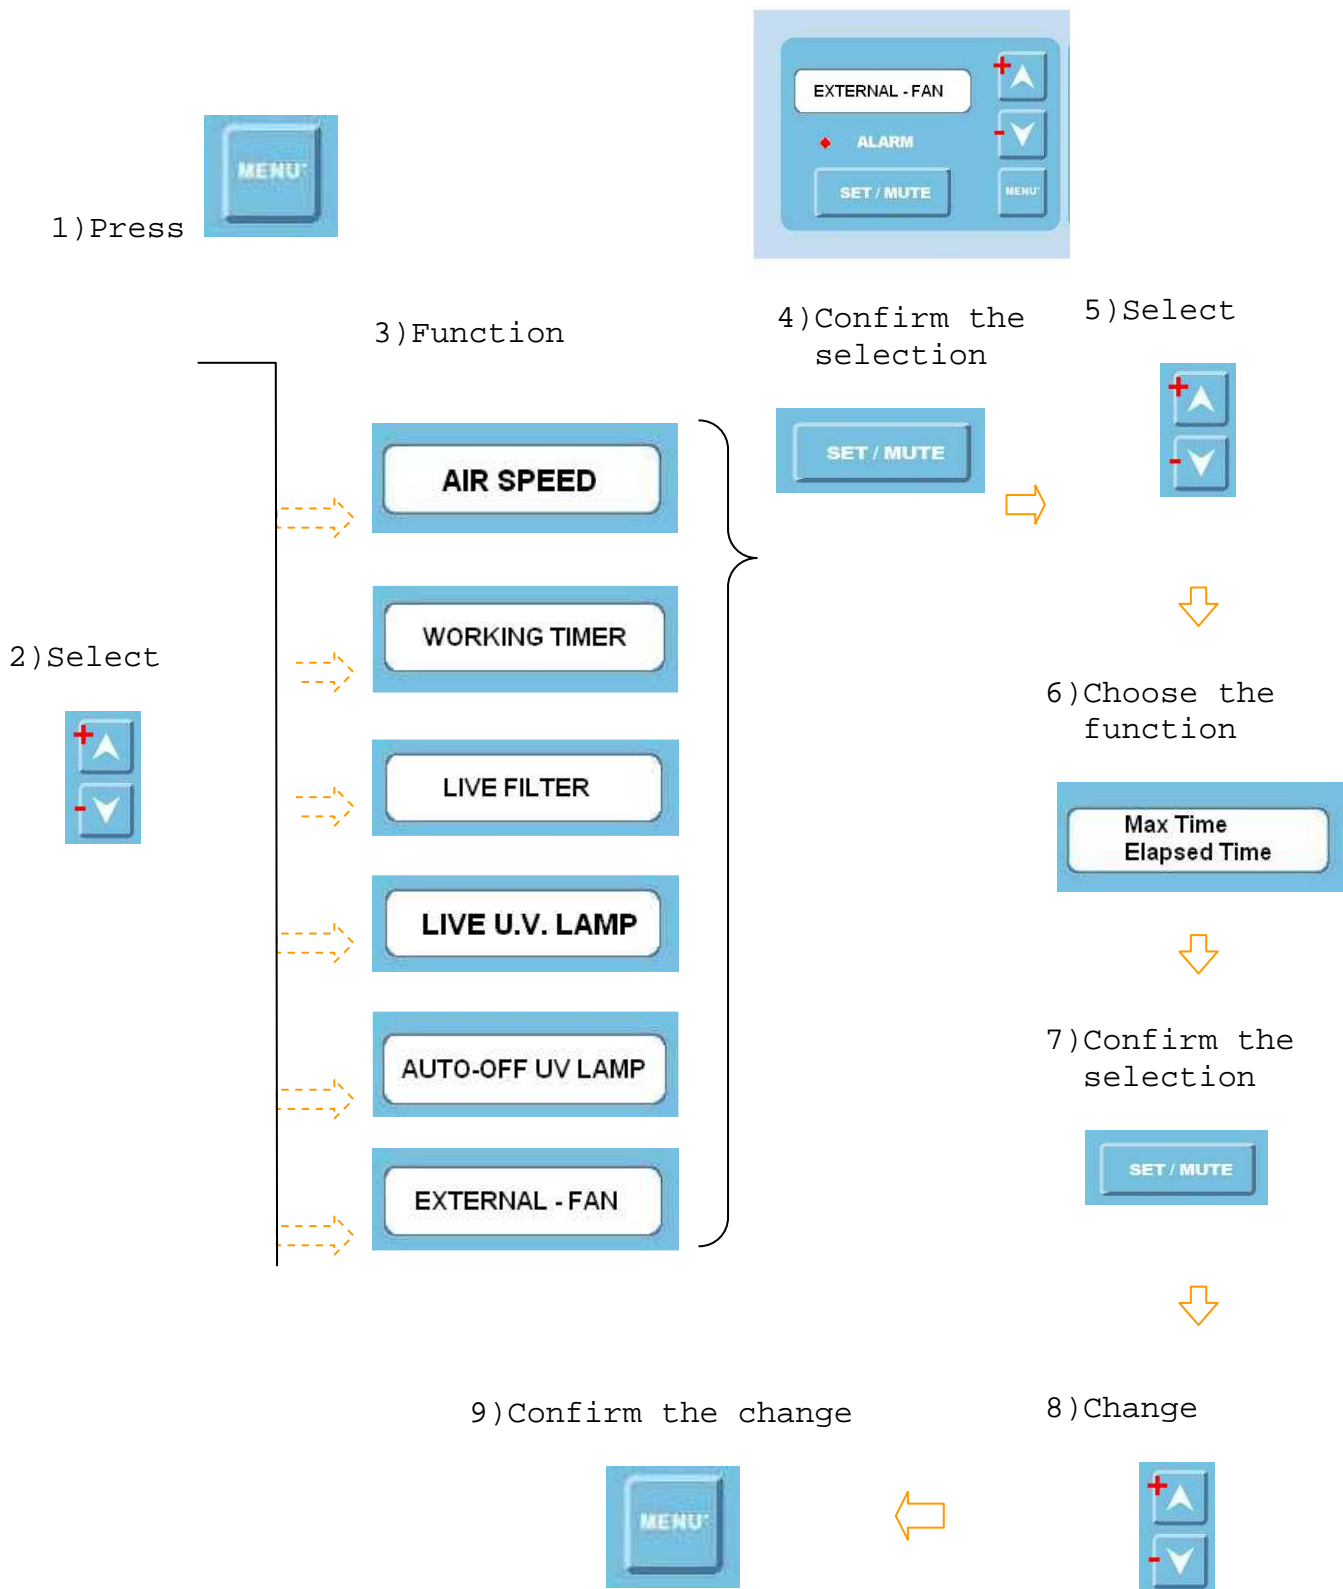 EXTERNAL - FAN
+
-
ALARM
SET / MUTE
MENU
1)Press
MENU
2)Select
+
-
3)Function
AIR SPEED
WORKING TIMER
LIVE FILTER
LIVE U.V. LAMP
AUTO-OFF UV LAMP
EXTERNAL - FAN
4)Confirm the
selection
SET / MUTE
5)Select
+
-
6)Choose the
function
Max Time
Elapsed Time
7)Confirm the
selection
SET / MUTE
8)Change
+
-
9)Confirm the change
MENU